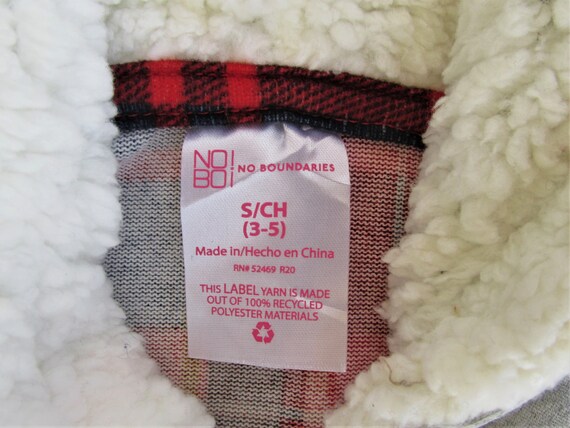 NO!
BO!
NO BOUNDARIES
S/CH
(3-5)
Made in/Hecho en China
RN# 52469 R20
THIS LABEL YARN IS MADE
OUT OF 100% RECYCLED
POLYESTER MATERIALS